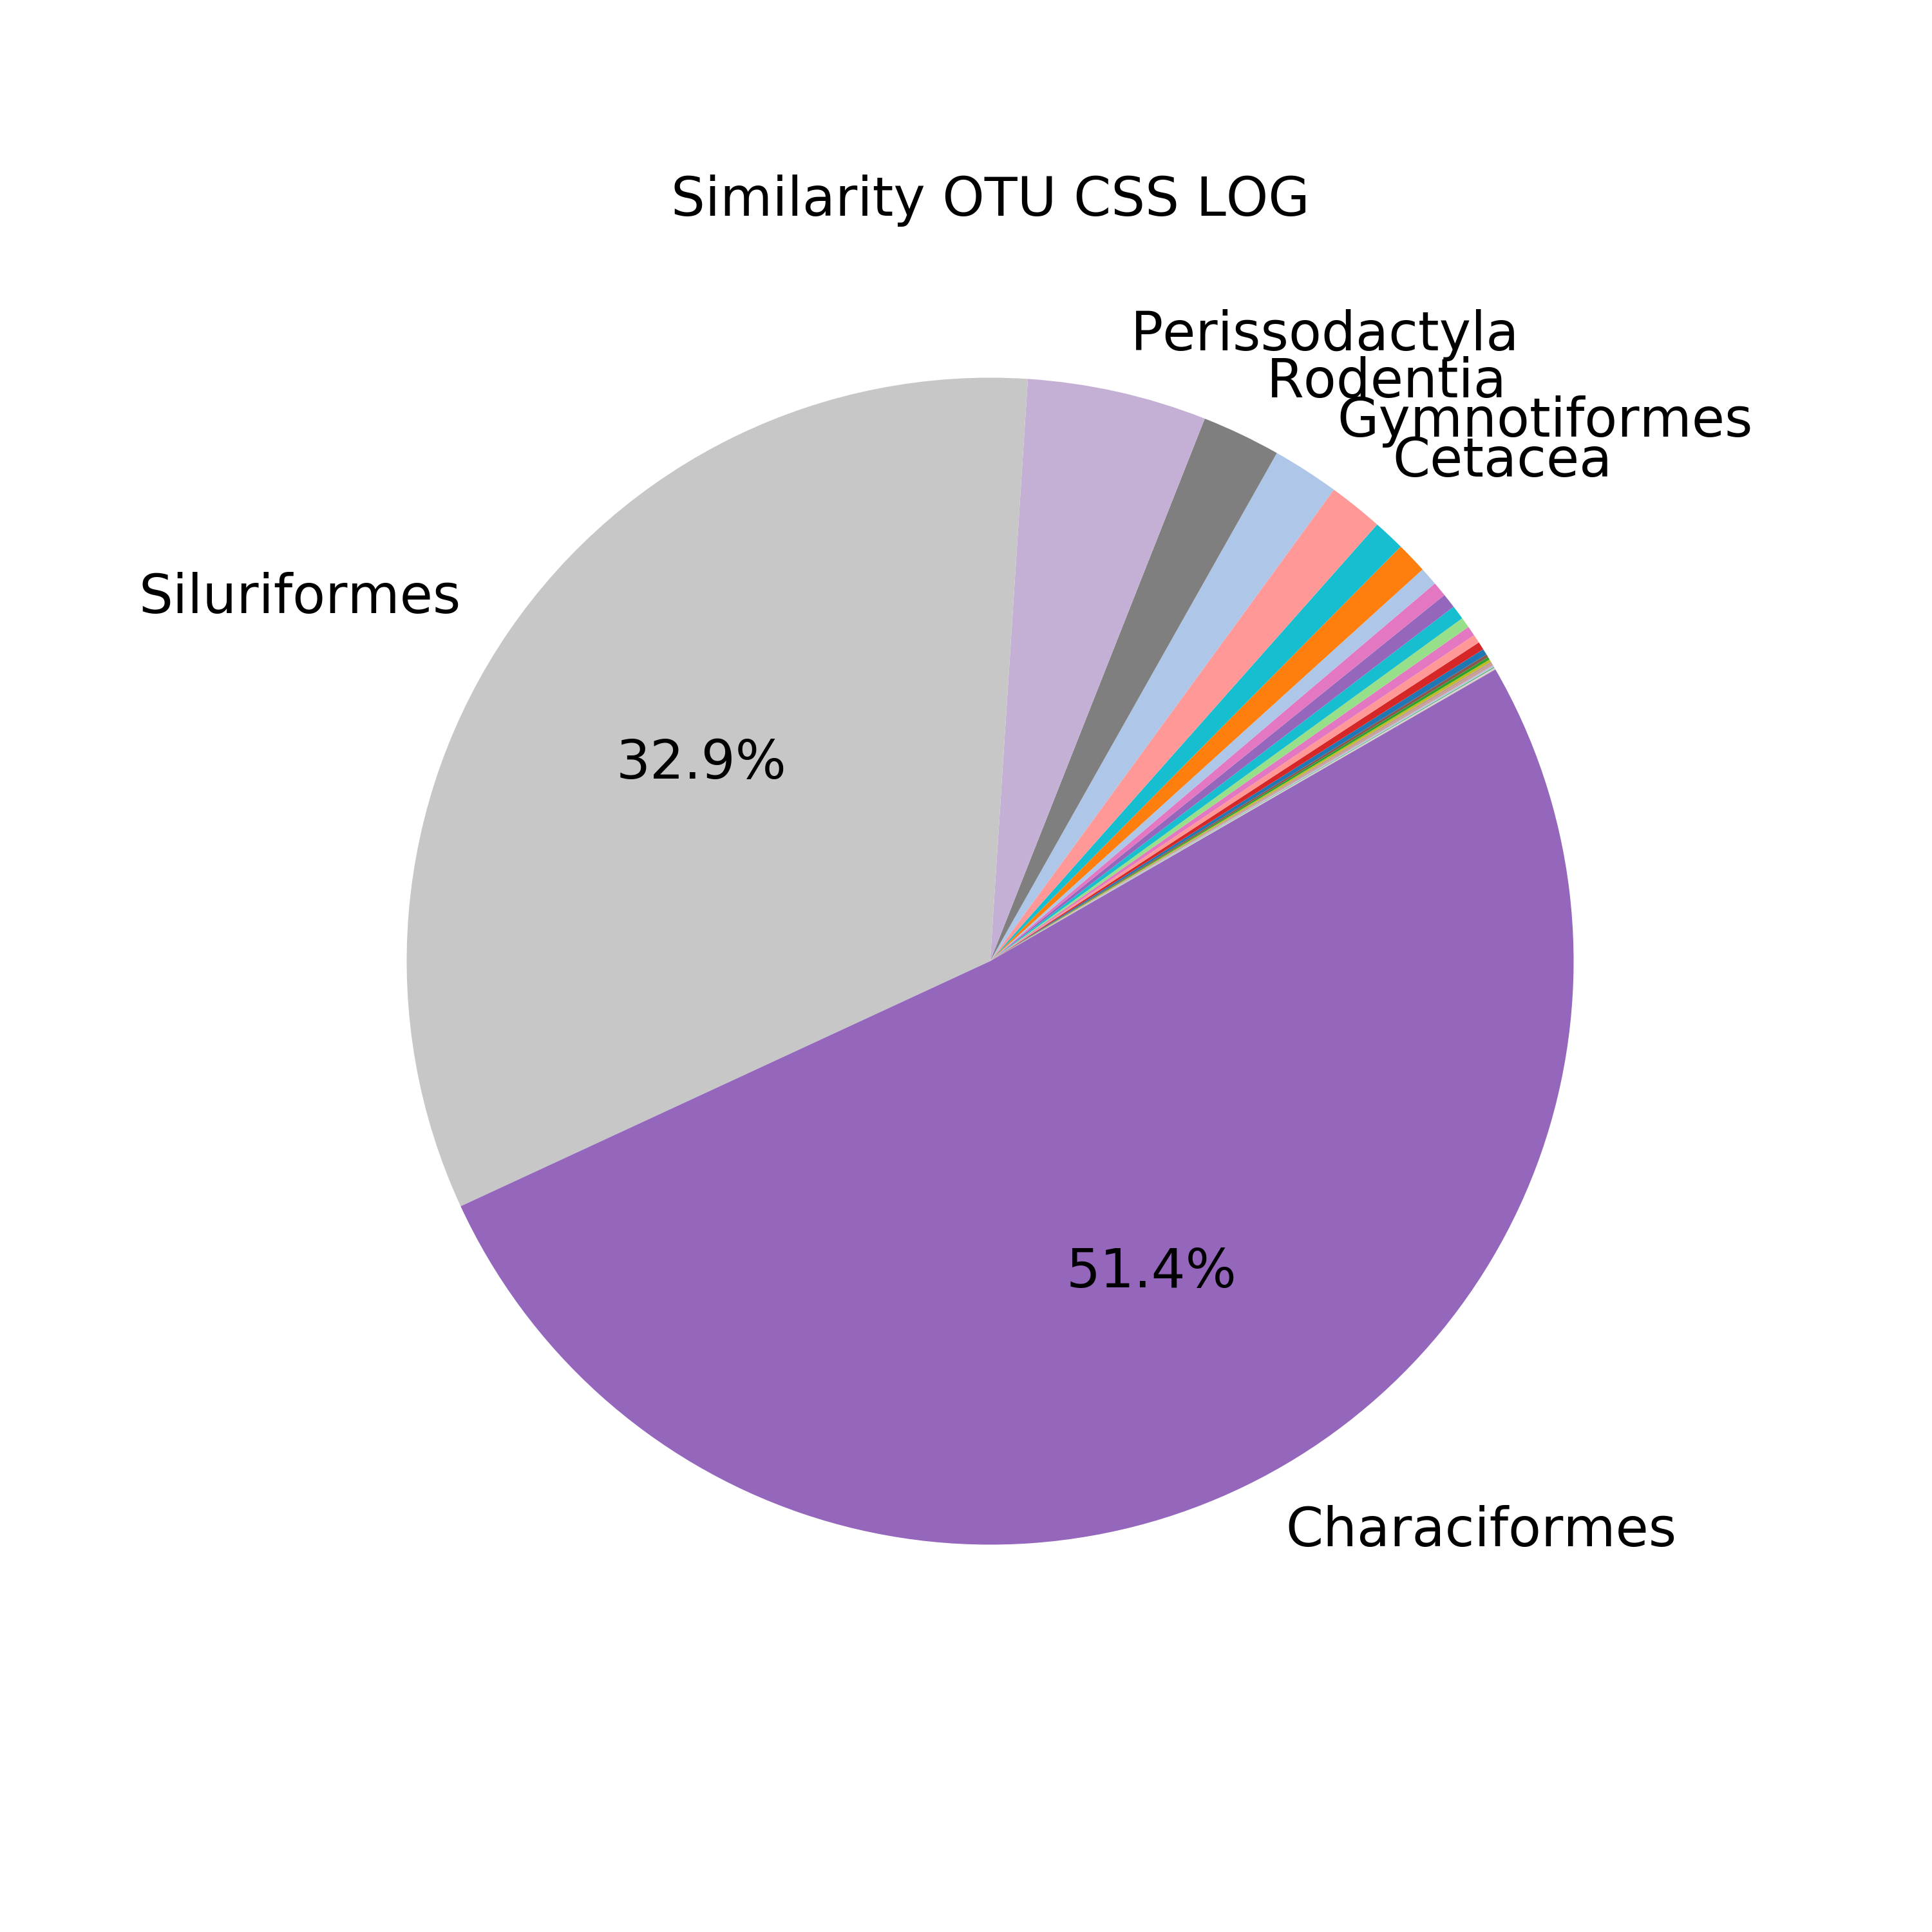 Similarity OTU CSS LOG
Perissodactyla
Rodentia
Gymnotiformes
Cetacea
Siluriformes
32.9%
51.4%
Characiformes